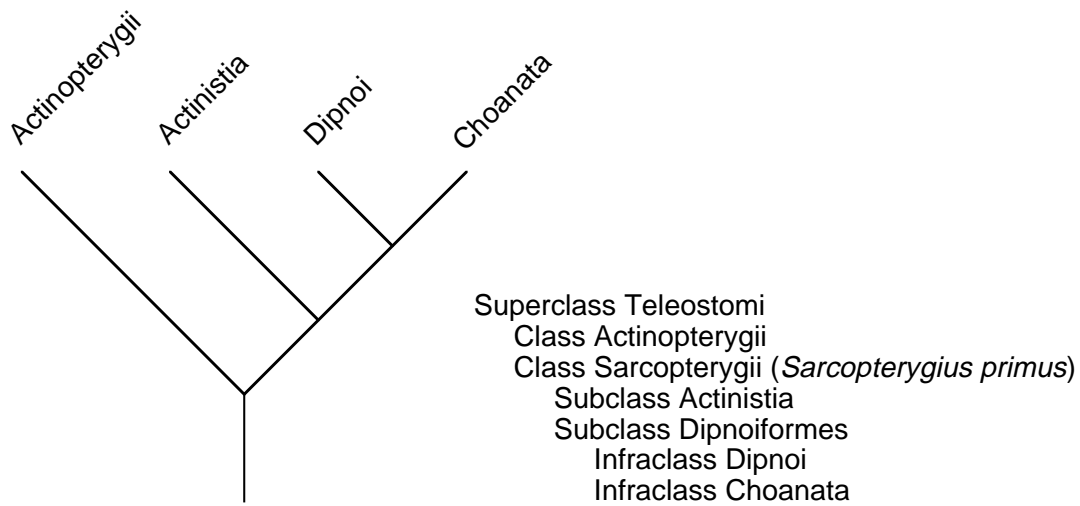 Actinopterygii
Actinistia
Dipnoi
Choanata
Superclass Teleostomi
Class Actinopterygii
Class Sarcopterygii (Sarcopterygius primus)
Subclass Actinistia
Subclass Dipnoiformes
Infraclass Dipnoi
Infraclass Choanata